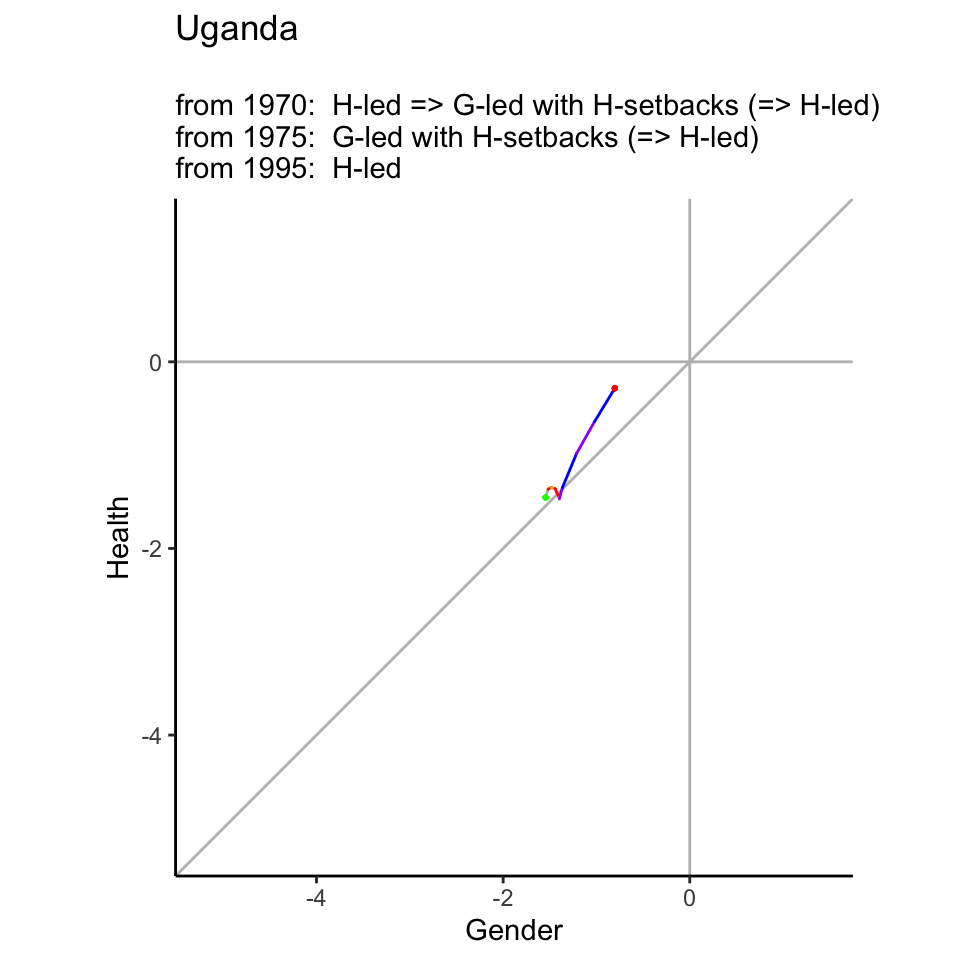 Uganda
from 1970:  H-led => G-led with H-setbacks (=> H-led)
from 1975:  G-led with H-setbacks (=> H-led)
from 1995:  H-led
0
-2
-4
Health
-4
-2
0
Gender